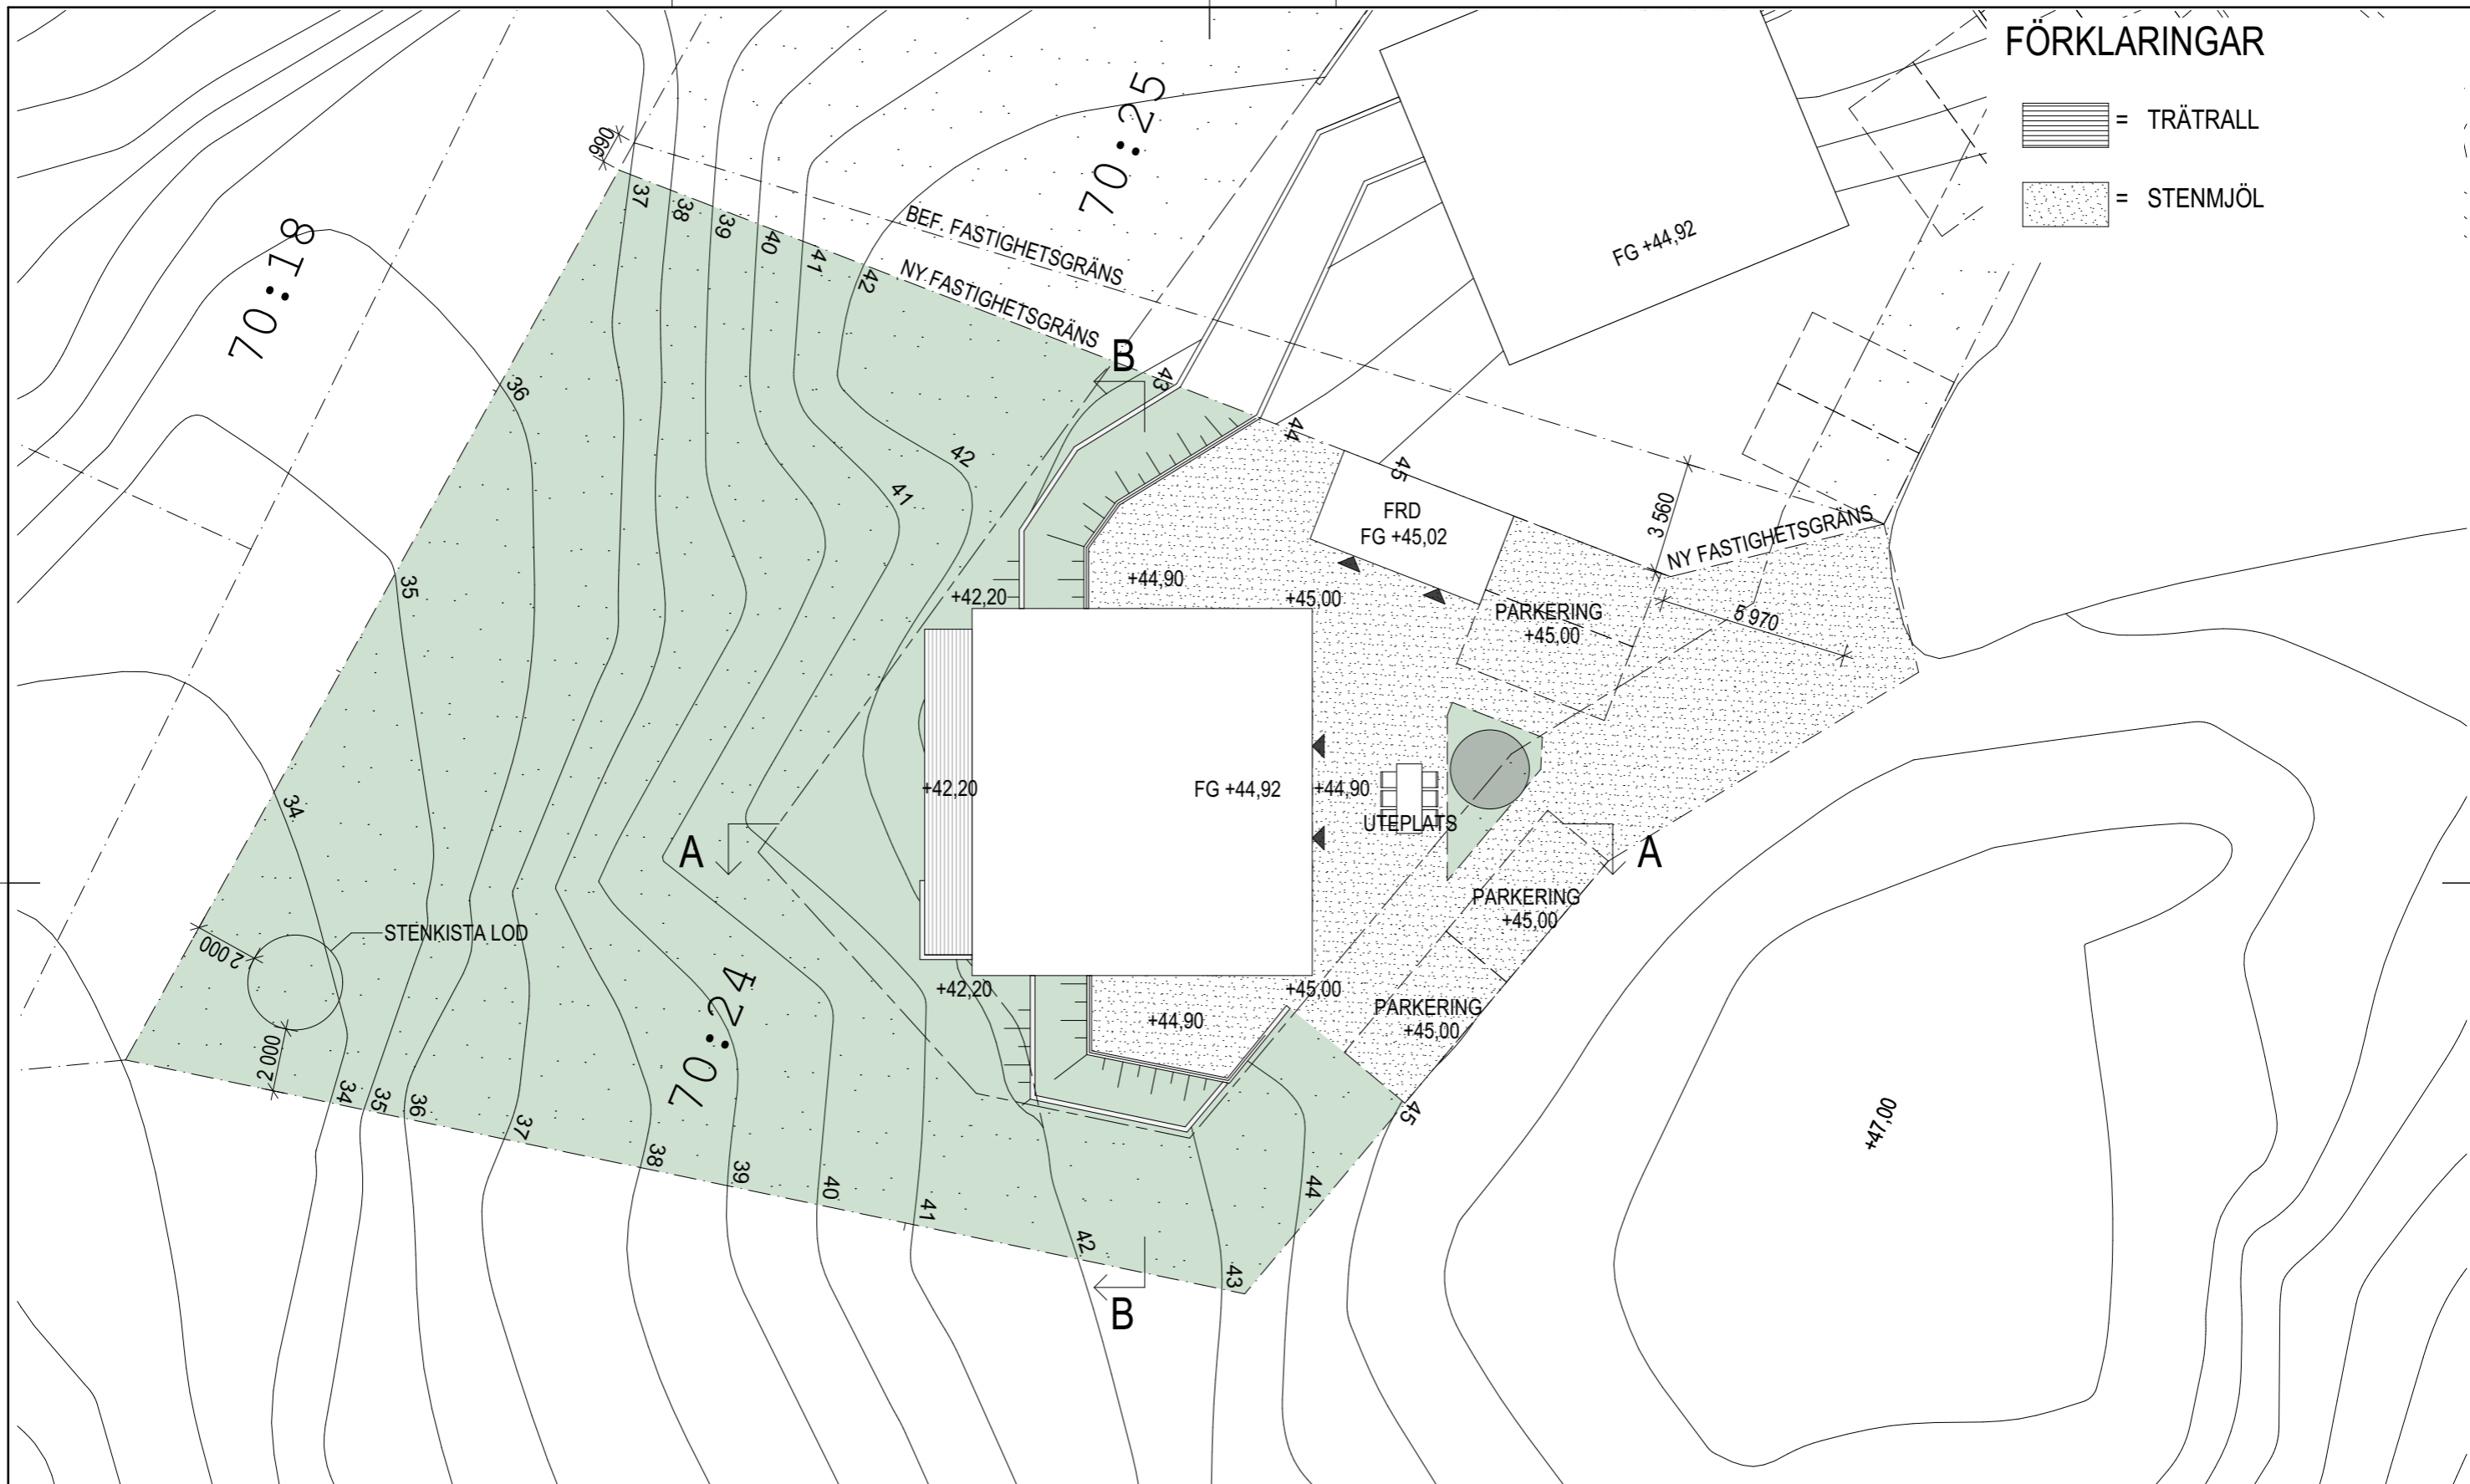 FÖRKLARINGAR
= TRÄTRALL
= STENMJÖL
70:25
70:18
990
37
38
39
40
41
42
BEF. FASTIGHETSGRÄNS
NY FASTIGHETSGRÄNS
FG +44,92
B
43
44
45
36
42
41
FRD
FG +45,02
3 560
NY FASTIGHETSGRÄNS
35
+42,20
+44,90
+45,00
PARKERING
+45,00
5 970
34
+42,20
FG +44,92
+44,90
UTEPLATS
A
A
PARKERING
+45,00
STENKISTA LOD
2 000
70:24
+42,20
+45,00
+44,90
PARKERING
+45,00
2 000
34
35
36
37
38
39
40
41
42
43
44
45
+47,00
B